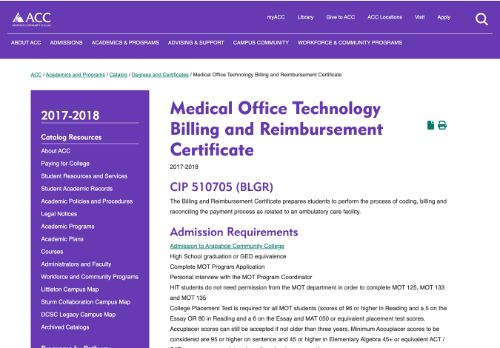 ACC
myACC Library Give to ACC ACC Locations Visit Apply
ABOUT ACC ADMISSIONS ACADEMICS & PROGRAMS ADVISING & SUPPORT CAMPUS COMMUNITY WORKFORCE & COMMUNITY PROGRAMS
ACC / Academics and Programs / Catalog / Degrees and Certificates / Medical Office Technology Billing and Reimbursement Certificate
2017-2018
Catalog Resources
About ACC
Paying for College
Student Resources and Services
Student Academic Records
Academic Policies and Procedures
Legal Notices
Academic Programs
Academic Plans
Courses
Administrators and Faculty
Workforce and Community Programs
Littleton Campus Map
Sturm Collaboration Campus Map
DCSC Legacy Campus Map
Archived Catalogs
Medical Office Technology
Billing and Reimbursement
Certificate
2017-2018
CIP 510705 (BLGR)
The Billing and Reimbursement Certificate prepares students to perform the process of coding, billing and
reconciling the payment process as related to an ambulatory care facility.
Admission Requirements
Admission to Arapahoe Community College
High School graduation or GED equivalence
Complete MOT Program Application
Personal interview with the MOT Program Coordinator
HIT students do not need permission from the MOT department in order to complete MOT 125, MOT 133
and MOT 135
College Placement Test is required for all MOT students (scores of 95 or higher in Reading and a 5 on the
Essay OR 80 in Reading and a 6 on the Essay and MAT 050 or equivalent placement test scores.
Accuplacer scores can still be accepted if not older than three years. Minimum Accuplacer scores to be
considered are 95 or higher on sentence and 45 or higher in Elementary Algebra 45+ or equivalent ACT /